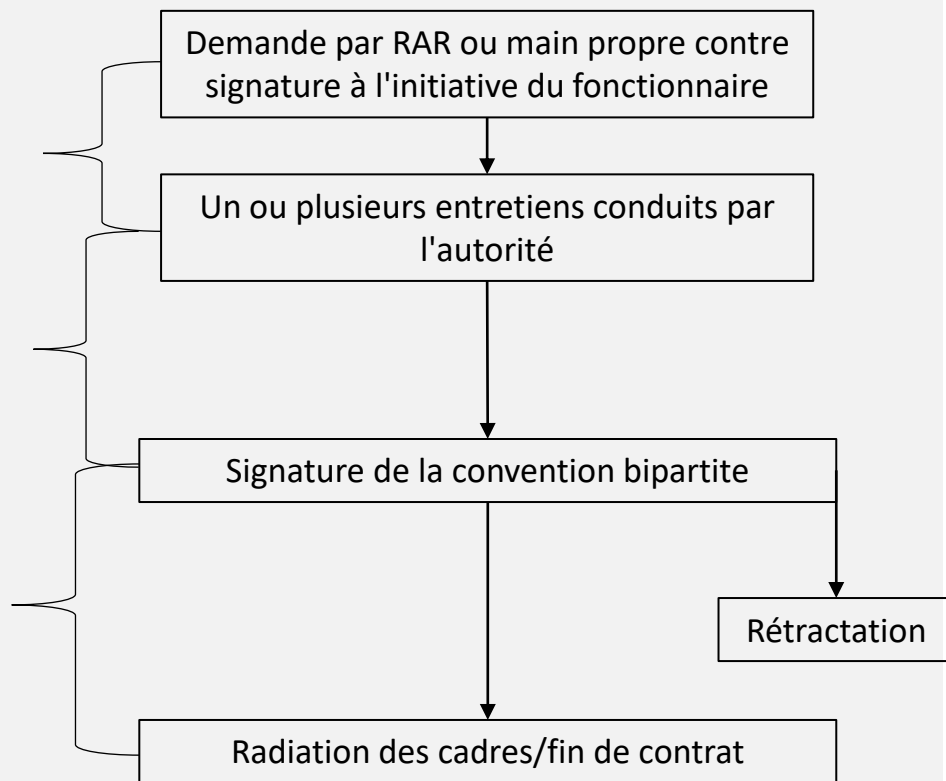 Demande par RAR ou main propre contre
signature à l'initiative du fonctionnaire
Un ou plusieurs entretiens conduits par
l'autorité
Signature de la convention bipartite
Rétractation
Radiation des cadres/fin de contrat